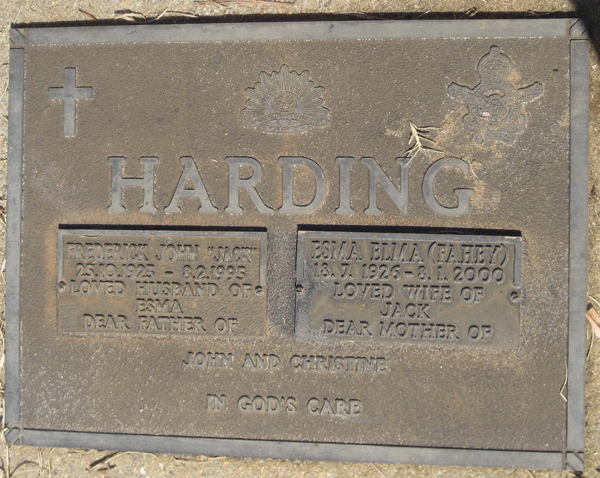 HARDING
FREDERICK JOHN "JACK"
25.10.1925 - 8.2.1995
LOVED HUSBAND OF
ESMA
DEAR FATHER OF
ESMA ELMA (FAHEY)
18.7.1926 - 8.1.2000
LOVED WIFE OF
JACK
DEAR MOTHER OF
JOHN AND CHRISTINE
IN GOD'S CARE